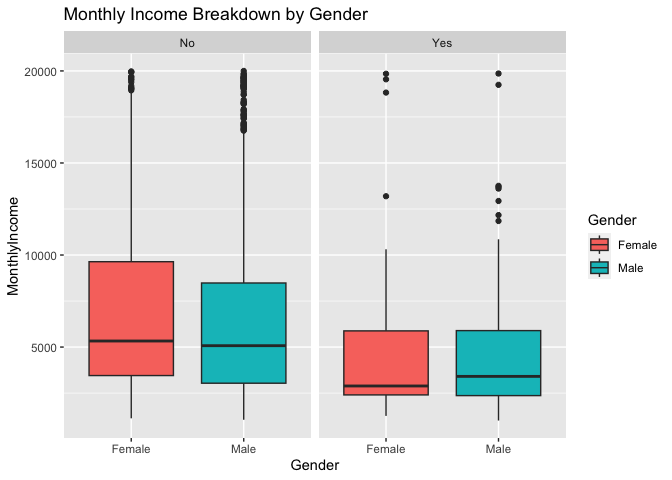 Monthly Income Breakdown by Gender
No
Yes
20000
15000
10000
5000
MonthlyIncome
Female
Male
Female
Male
Gender
Gender
Female
Male